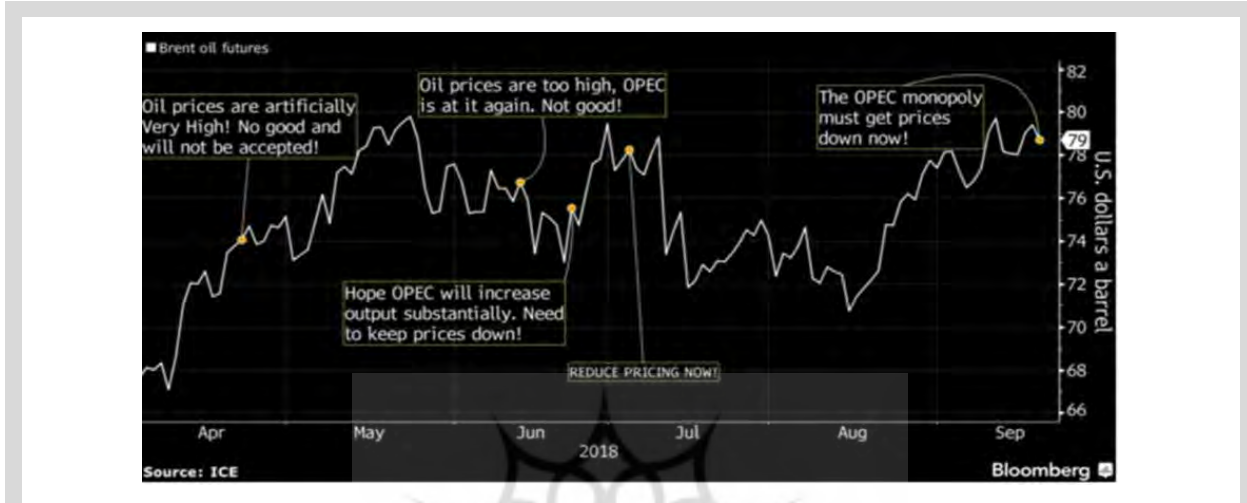 Brent oil futures
Oil prices are artificially
Very High! No good and
will not be accepted!
Oil prices are too high, OPEC
is at it again. Not good!
The OPEC monopoly
must get prices
down now!
Hope OPEC will increase
output substantially. Need
to keep prices down!
REDUCE PRICING NOW!
82
80
79
78
76
74
72
70
68
66
U.S. dollars a barrel
Apr May Jun Jul Aug Sep
2018
Source: ICE
Bloomberg